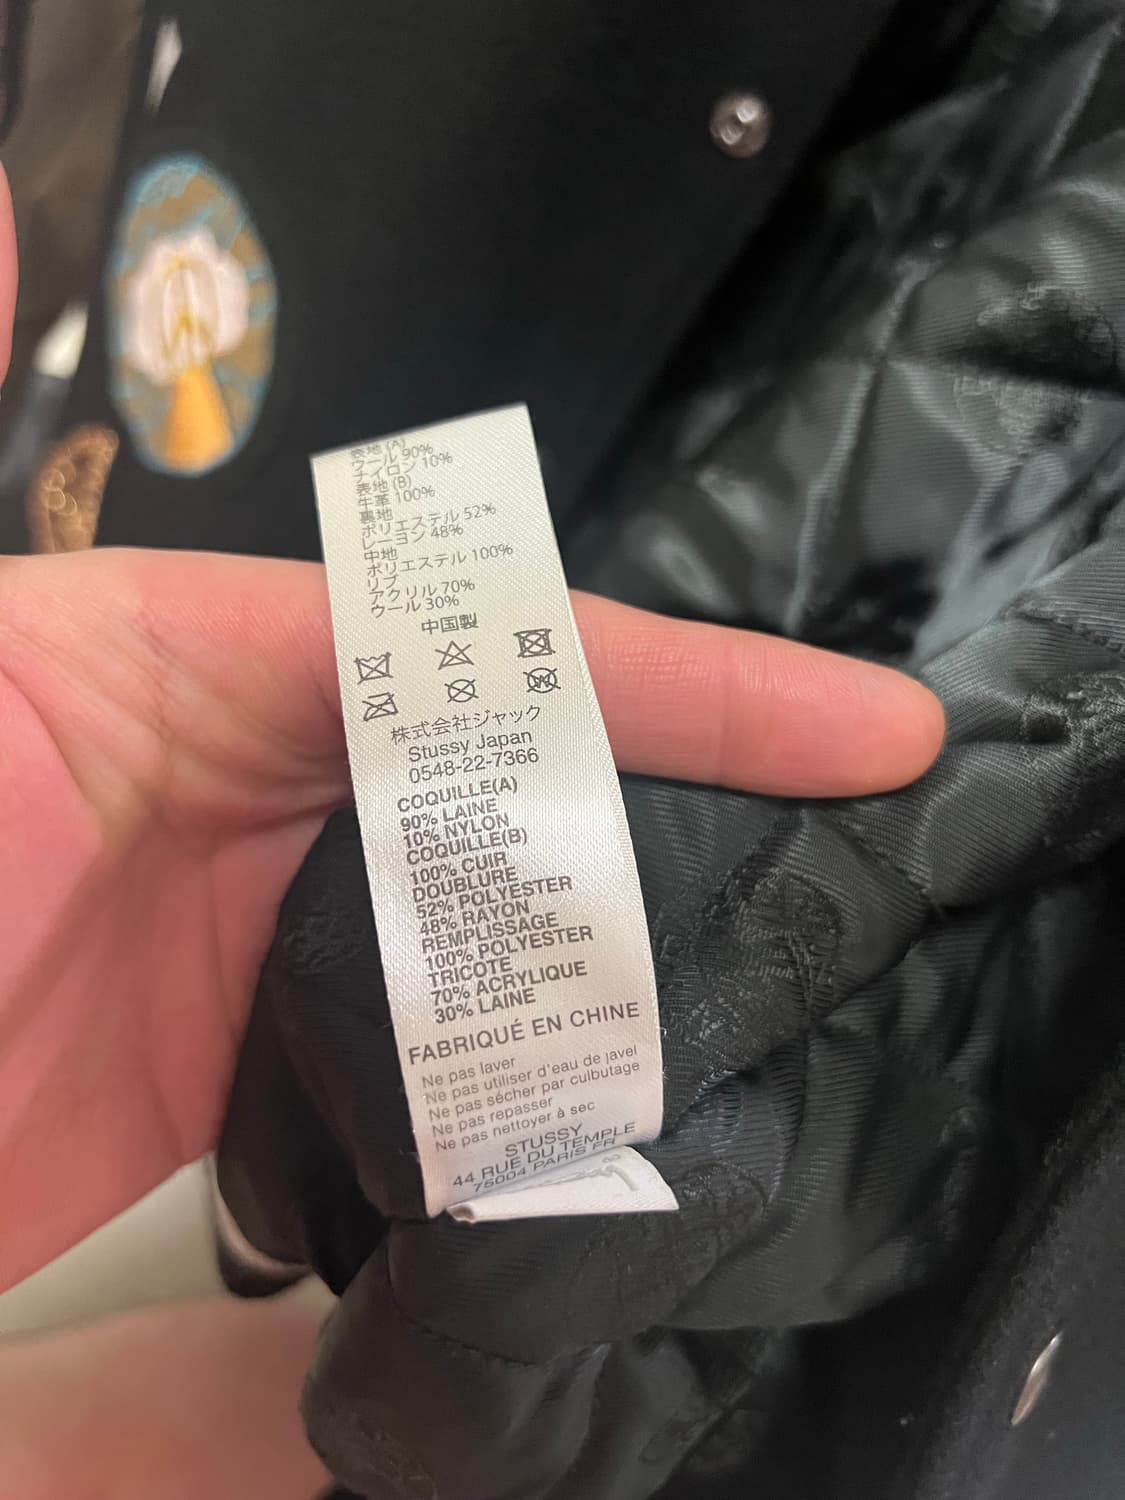 表地 (A)
ウール 90%
ナイロン 10%
表地 (B)
牛革 100%
裏地
ポリエステル 52%
レーヨン 48%
中地
ポリエステル 100%
リブ
アクリル 70%
ウール 30%
中国製
株式会社ジャック
Stussy Japan
0548-22-7366
COQUILLE(A)
90% LAINE
10% NYLON
COQUILLE(B)
100% CUIR
DOUBLURE
52% POLYESTER
48% RAYON
REMPLISSAGE
100% POLYESTER
TRICOTE
70% ACRYLIQUE
30% LAINE
FABRIQUÉ EN CHINE
Ne pas laver
Ne pas utiliser d'eau de javel
Ne pas sécher par culbutage
Ne pas repasser
Ne pas nettoyer à sec
STUSSY
44 RUE DU TEMPLE
75004 PARIS FR